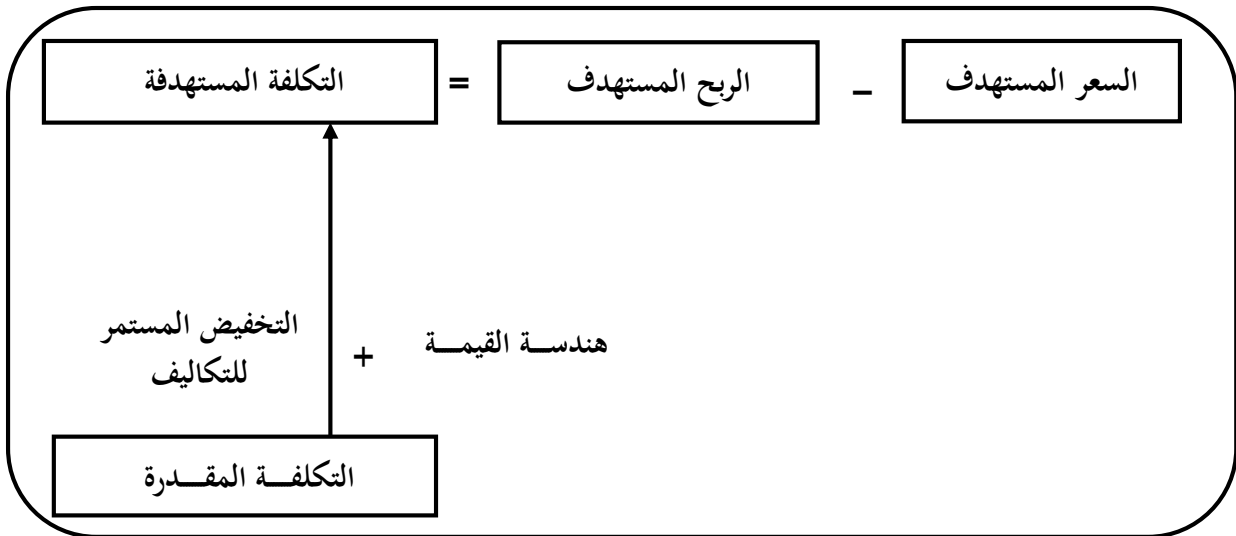 السعر المستهدف – الربح المستهدف = التكلفة المستهدفة
هندسـة القيمـة + التخفيض المستمر
للتكاليف
التكلفـة المقـدرة